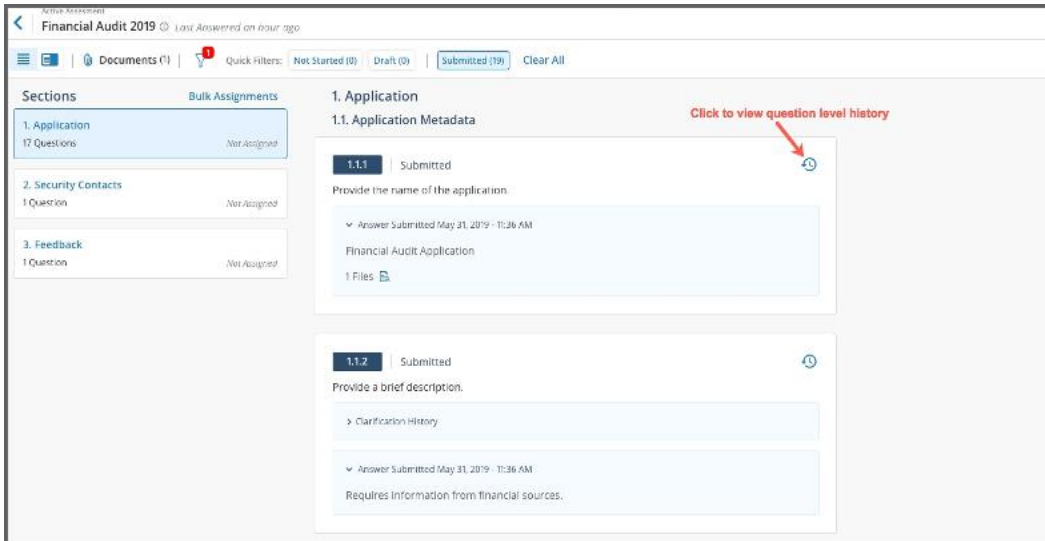 Active Assessment
Financial Audit 2019 Last Answered an hour ago
Documents (1) 1 Quick Filters: Not Started (0) Draft (0) Submitted (19) Clear All
Sections Bulk Assignments
1. Application
17 Questions Not Assigned
2. Security Contacts
1 Question Not Assigned
3. Feedback
1 Question Not Assigned
1. Application
1.1. Application Metadata
Click to view question level history
1.1.1 Submitted
Provide the name of the application.
Answer Submitted May 31, 2019 - 11:36 AM
Financial Audit Application
1 Files
1.1.2 Submitted
Provide a brief description.
Clarification History
Answer Submitted May 31, 2019 - 11:36 AM
Requires information from financial sources.